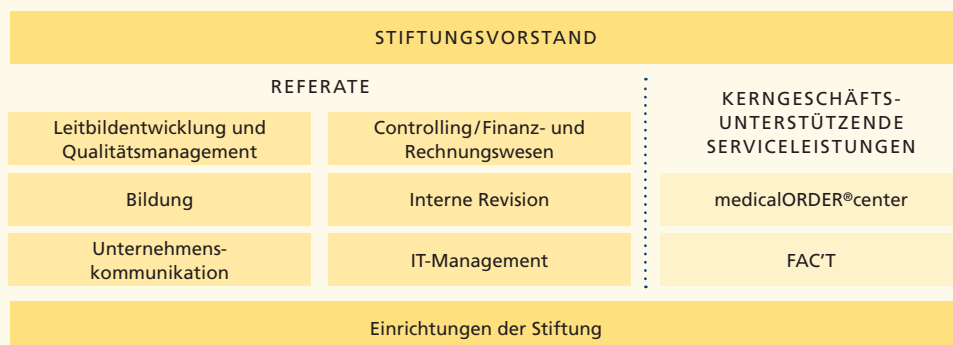 STIFTUNGSVORSTAND
REFERATE
Leitbildentwicklung und
Qualitätsmanagement
Controlling/Finanz- und
Rechnungswesen
Bildung
Interne Revision
Unternehmens-
kommunikation
IT-Management
KERNGESCHÄFTS-
UNTERSTÜTZENDE
SERVICELEISTUNGEN
medicalORDER®center
FAC’T
Einrichtungen der Stiftung